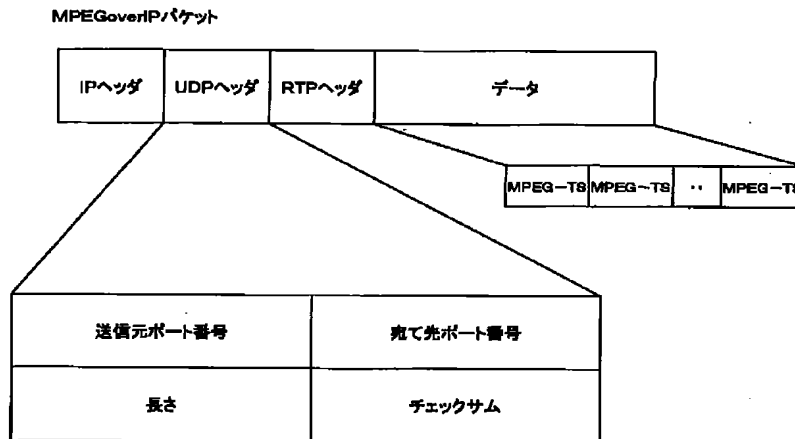 MPEGoverIPパケット
IPヘッダ UDPヘッダ RTPヘッダ データ
MPEG-TS MPEG-TS ・・ MPEG-TS
送信元ポート番号 宛て先ポート番号
長さ チェックサム